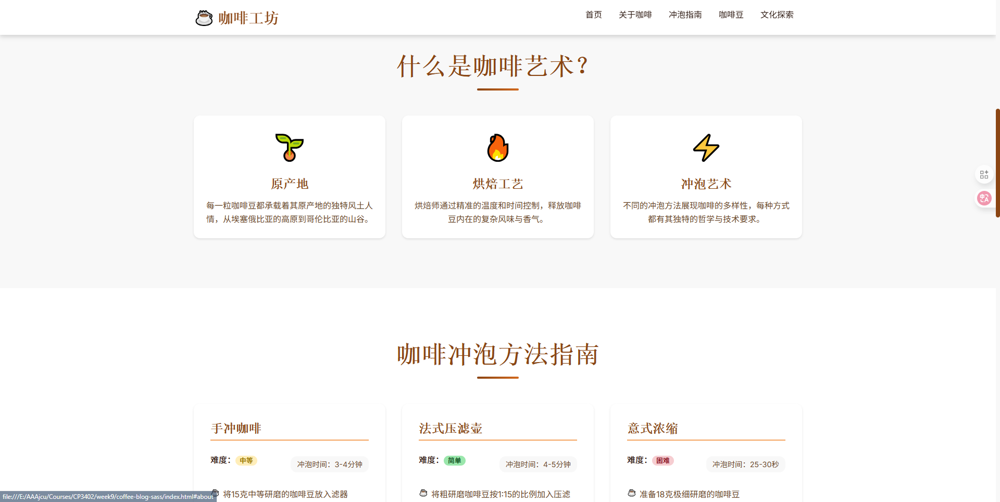 咖啡工坊
首页 关于咖啡 冲泡指南 咖啡豆 文化探索
什么是咖啡艺术？
原产地
每一粒咖啡豆都承载着其原产地的独特风土人
情，从埃塞俄比亚的高原到哥伦比亚的山谷。
烘焙工艺
烘焙师通过精准的温度和时间控制，释放咖啡
豆内在的复杂风味与香气。
冲泡艺术
不同的冲泡方法展现咖啡的多样性，每种方式
都有其独特的哲学与技术要求。
咖啡冲泡方法指南
手冲咖啡
难度：中等 冲泡时间：3-4分钟
将15克中等研磨的咖啡豆放入滤器
法式压滤壶
难度：简单 冲泡时间：4-5分钟
将粗研磨咖啡豆按1:15的比例加入压滤
意式浓缩
难度：困难 冲泡时间：25-30秒
准备18克极细研磨的咖啡豆
file:///E:/AAAjcu/Courses/CP3402/week9/coffee-blog-sass/index.html#about